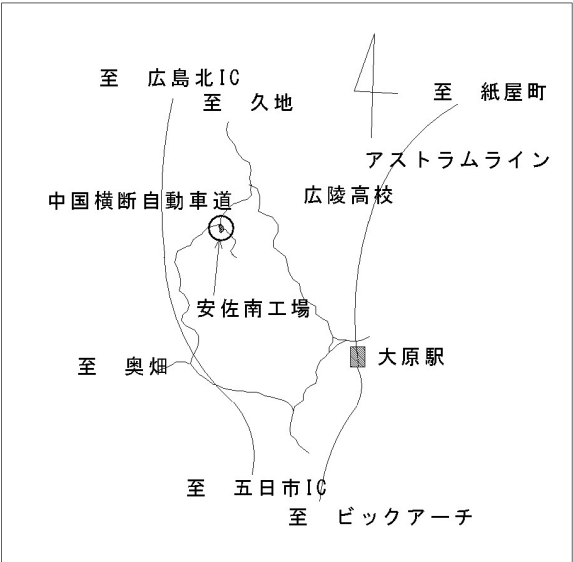 至　広島北IC
至　久地
至　紙屋町
アストラムライン
広陵高校
中国横断自動車道
安佐南工場
大原駅
至　奥畑
至　五日市IC
至　ビックアーチ